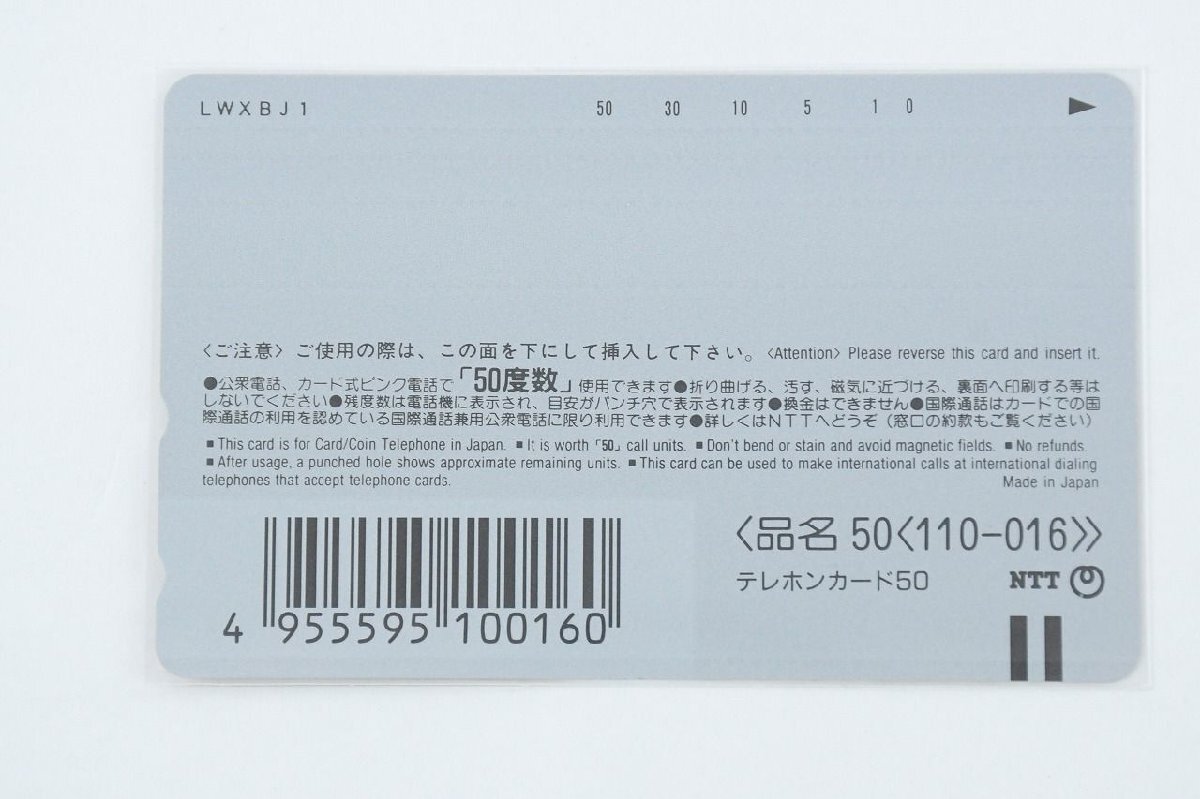 LWXBJ1 50 30 10 5 1 0 ▶
〈ご注意〉ご使用の際は、この面を下にして挿入して下さい。〈Attention〉Please reverse this card and insert it.
●公衆電話、カード式ピンク電話で「50度数」使用できます●折り曲げる、汚す、磁気に近づける、裏面へ印刷する等は
しないでください●残度数は電話機に表示され、目安がパンチ穴で表示されます●換金はできません●国際通話はカードでの国
際通話の利用を認めている国際通話兼用公衆電話に限り利用できます●詳しくはNTTへどうぞ（窓口の約款もご覧ください）
■This card is for Card/Coin Telephone in Japan. ■It is worth「50」call units. ■Don't bend or stain and avoid magnetic fields. ■No refunds.
■After usage, a punched hole shows approximate remaining units. ■This card can be used to make international calls at international dialing
telephones that accept telephone cards. Made in Japan
〈品名 50〈110-016〉〉
テレホンカード50 NTT
4 955595 100160